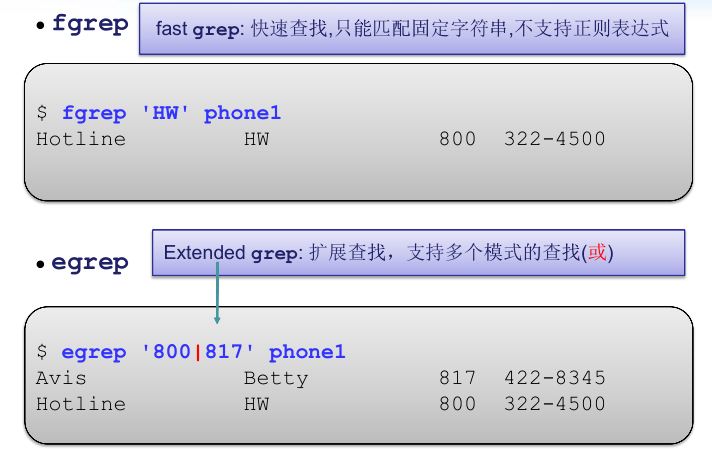 • fgrep
fast grep: 快速查找,只能匹配固定字符串,不支持正则表达式
$ fgrep 'HW' phone1
Hotline HW 800 322-4500
• egrep
Extended grep: 扩展查找，支持多个模式的查找(或)
$ egrep '800|817' phone1
Avis Betty 817 422-8345
Hotline HW 800 322-4500